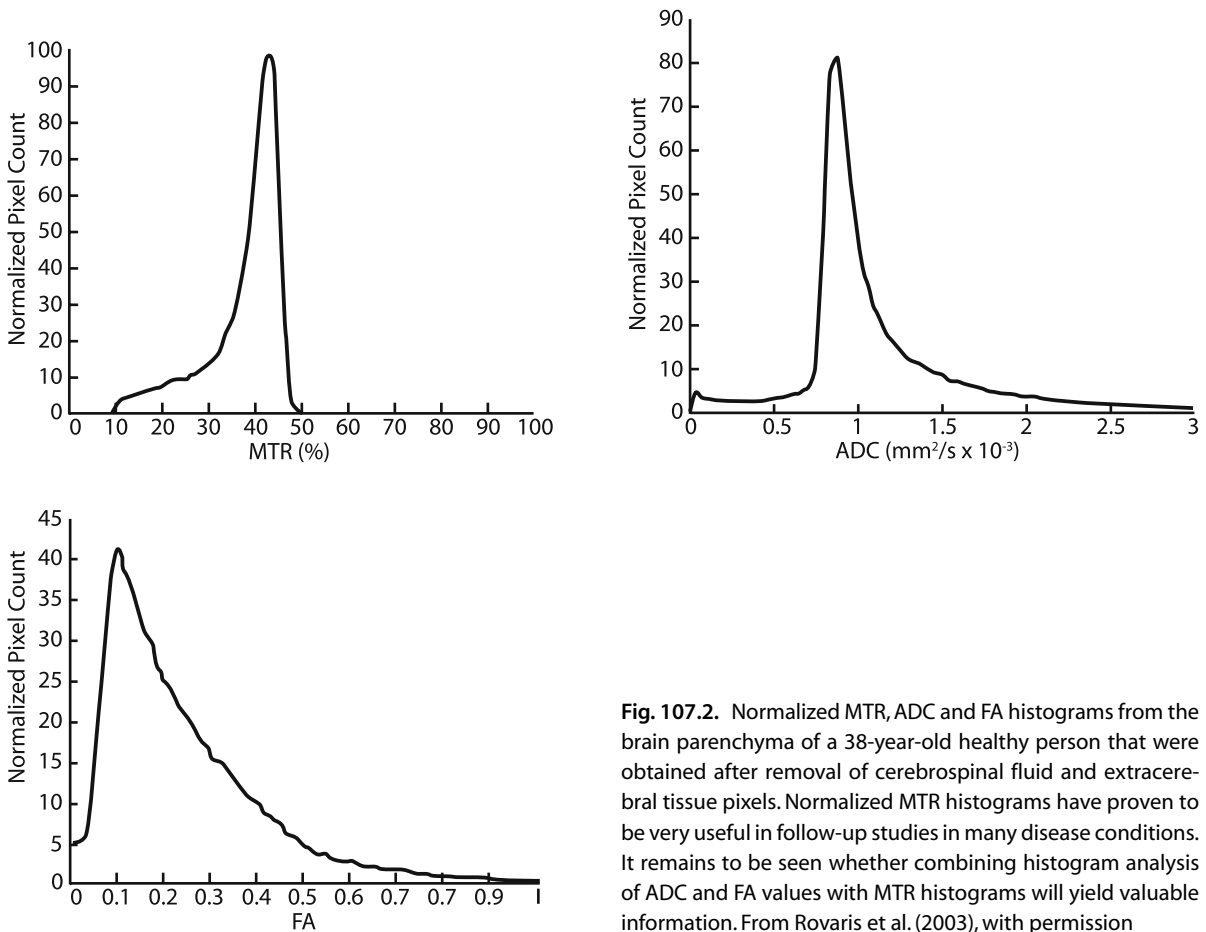 100
90
80
70
60
50
40
30
20
10
0
Normalized Pixel Count
0 10 20 30 40 50 60 70 80 90 100
MTR (%)
90
80
70
60
50
40
30
20
10
0
Normalized Pixel Count
0 0.5 1 1.5 2 2.5 3
ADC (mm²/s x 10⁻³)
45
40
35
30
25
20
15
10
5
0
Normalized Pixel Count
0 0.1 0.2 0.3 0.4 0.5 0.6 0.7 0.7 0.9 1
FA
Fig. 107.2. Normalized MTR, ADC and FA histograms from the
brain parenchyma of a 38-year-old healthy person that were
obtained after removal of cerebrospinal fluid and extracere-
bral tissue pixels. Normalized MTR histograms have proven to
be very useful in follow-up studies in many disease conditions.
It remains to be seen whether combining histogram analysis
of ADC and FA values with MTR histograms will yield valuable
information. From Rovaris et al. (2003), with permission